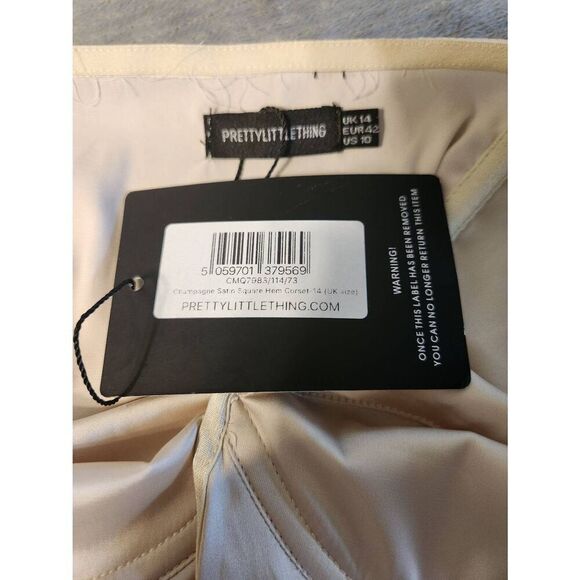 PRETTYLITTLETHING
UK 14
EUR 42
US 10
5 059701 379569
CMQ7983/114/73
Champagne Satin Square Hem Corset-14 (UK size)
PRETTYLITTLETHING.COM
WARNING!
ONCE THIS LABEL HAS BEEN REMOVED
YOU CAN NO LONGER RETURN THIS ITEM